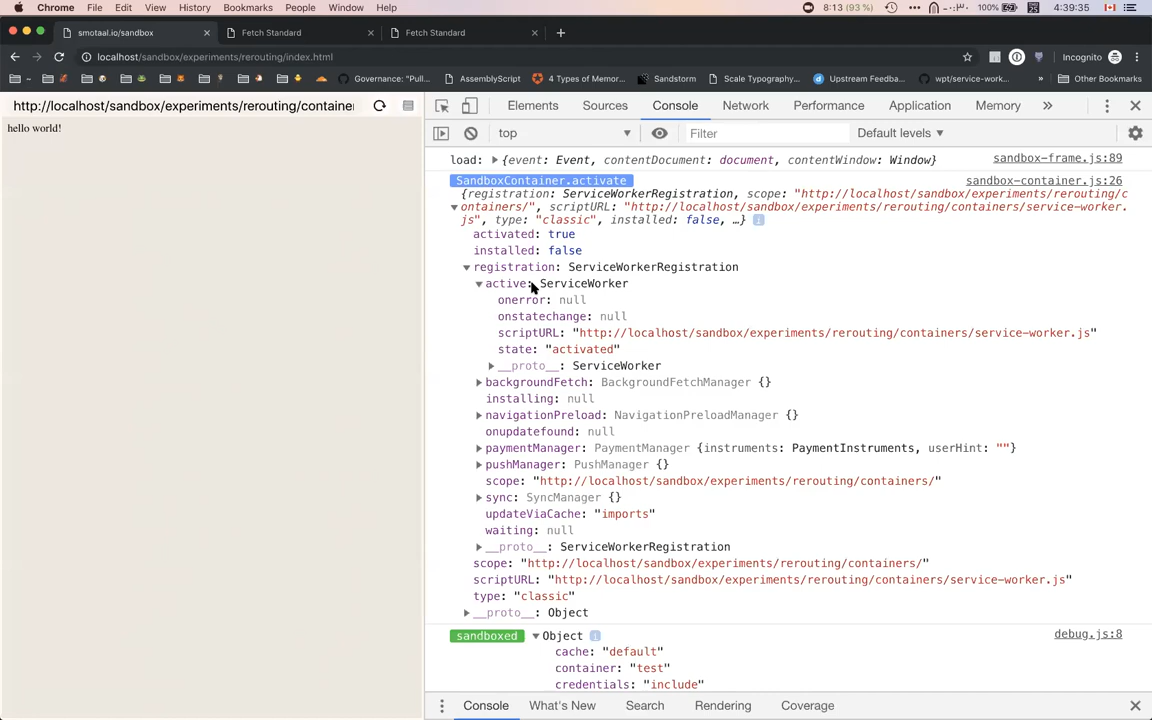 Chrome File Edit View History Bookmarks People Window Help 8:13 (93 %) 100% 4:39:35
smotaal.io/sandbox × Fetch Standard × Fetch Standard × +
localhost/sandbox/experiments/rerouting/index.html Incognito
Governance: "Pull... AssemblyScript 4 Types of Memor... Sandstorm Scale Typography... Upstream Feedba... wpt/service-work... » Other Bookmarks
http://localhost/sandbox/experiments/rerouting/container
hello world!
Elements Sources Console Network Performance Application Memory »
top Filter Default levels
load: {event: Event, contentDocument: document, contentWindow: Window} sandbox-frame.js:89
SandboxContainer.activate sandbox-container.js:26
{registration: ServiceWorkerRegistration, scope: "http://localhost/sandbox/experiments/rerouting/c
ontainers/", scriptURL: "http://localhost/sandbox/experiments/rerouting/containers/service-worker.
js", type: "classic", installed: false, …}
activated: true
installed: false
registration: ServiceWorkerRegistration
active: ServiceWorker
onerror: null
onstatechange: null
scriptURL: "http://localhost/sandbox/experiments/rerouting/containers/service-worker.js"
state: "activated"
__proto__: ServiceWorker
backgroundFetch: BackgroundFetchManager {}
installing: null
navigationPreload: NavigationPreloadManager {}
onupdatefound: null
paymentManager: PaymentManager {instruments: PaymentInstruments, userHint: ""}
pushManager: PushManager {}
scope: "http://localhost/sandbox/experiments/rerouting/containers/"
sync: SyncManager {}
updateViaCache: "imports"
waiting: null
__proto__: ServiceWorkerRegistration
scope: "http://localhost/sandbox/experiments/rerouting/containers/"
scriptURL: "http://localhost/sandbox/experiments/rerouting/containers/service-worker.js"
type: "classic"
__proto__: Object
sandboxed Object debug.js:8
cache: "default"
container: "test"
credentials: "include"
Console What's New Search Rendering Coverage